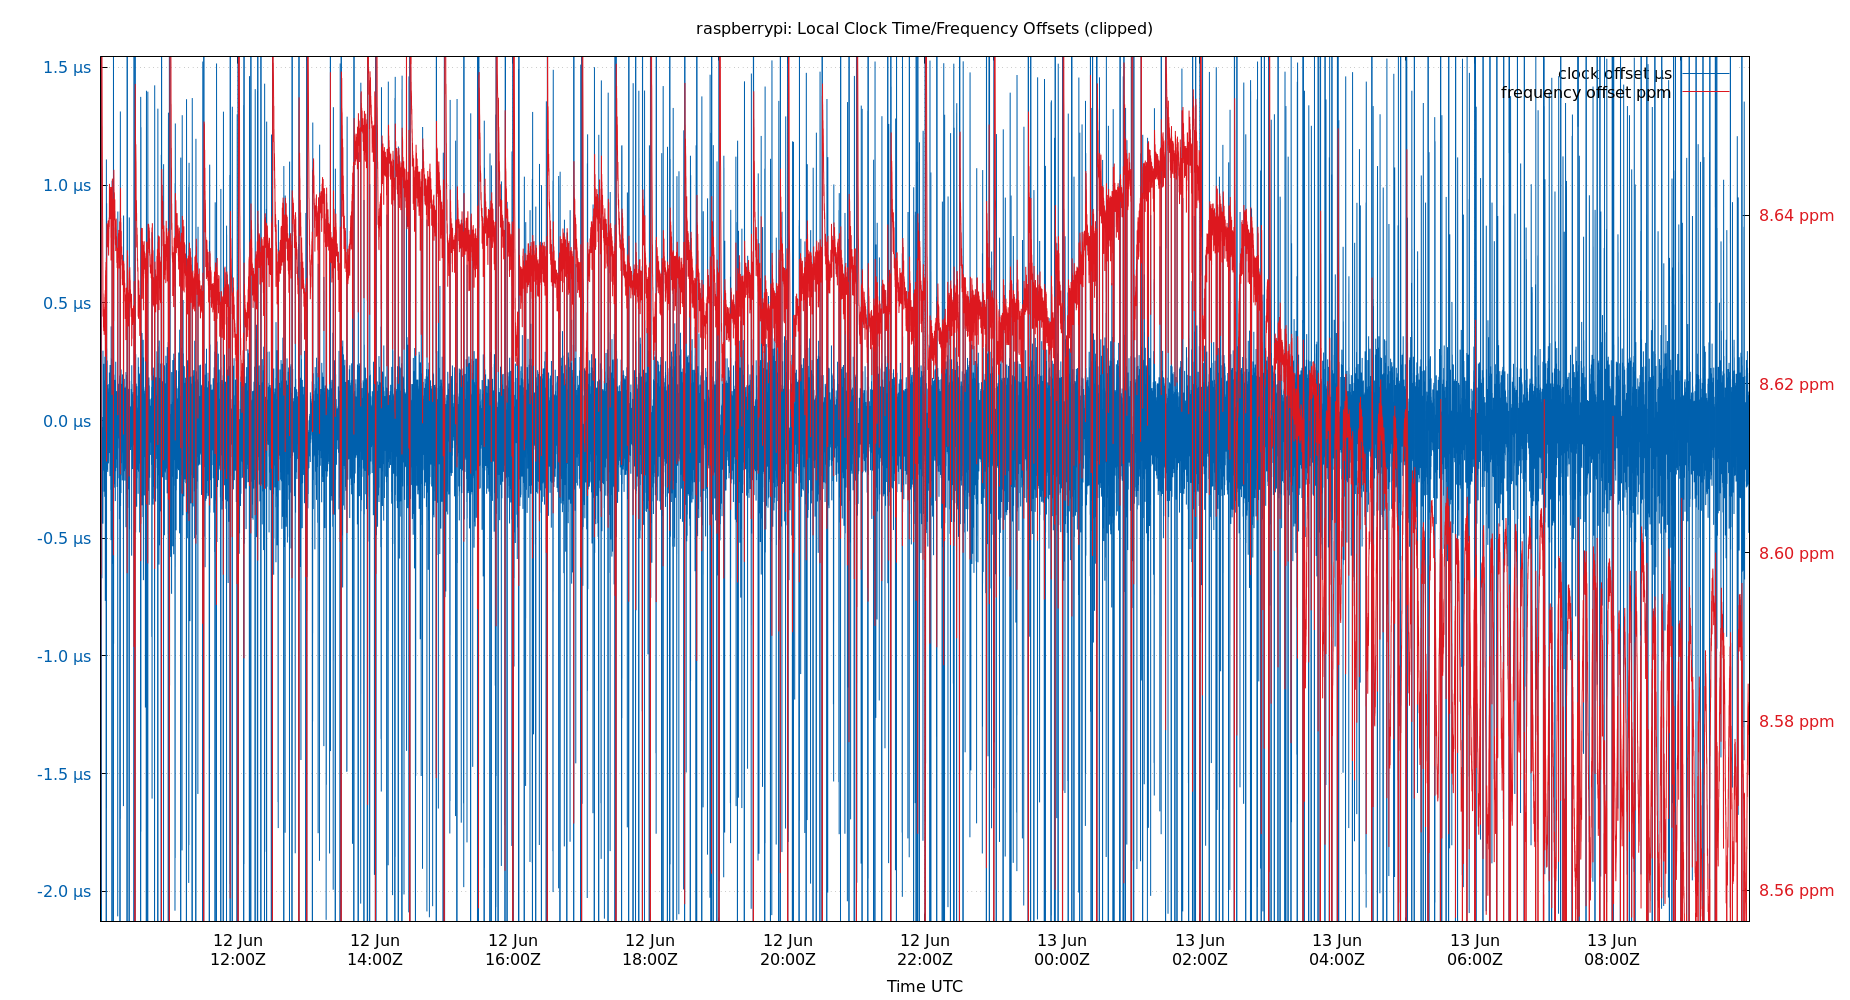 raspberrypi: Local Clock Time/Frequency Offsets (clipped)
clock offset µs
frequency offset ppm
1.5 µs
1.0 µs
0.5 µs
0.0 µs
-0.5 µs
-1.0 µs
-1.5 µs
-2.0 µs
8.64 ppm
8.62 ppm
8.60 ppm
8.58 ppm
8.56 ppm
12 Jun 12 Jun 12 Jun 12 Jun 12 Jun 12 Jun 13 Jun 13 Jun 13 Jun 13 Jun 13 Jun
12:00Z 14:00Z 16:00Z 18:00Z 20:00Z 22:00Z 00:00Z 02:00Z 04:00Z 06:00Z 08:00Z
Time UTC